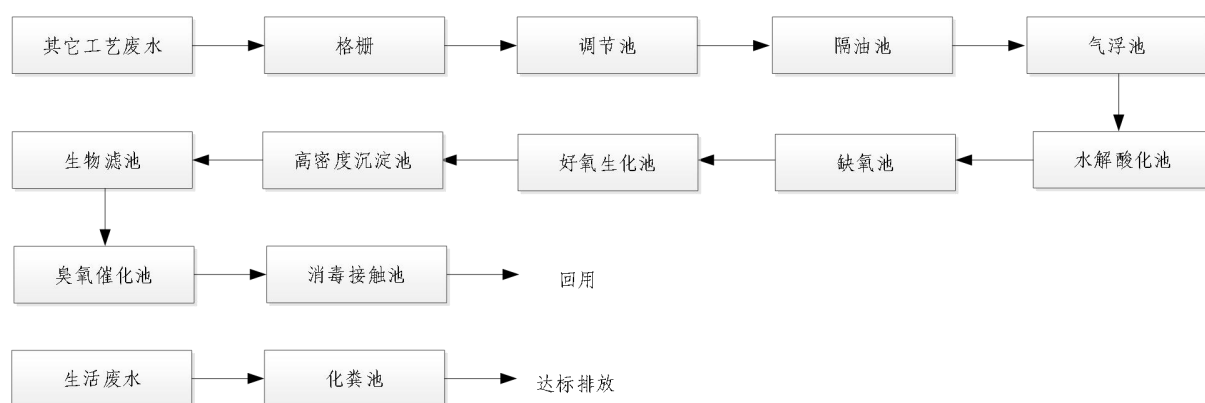 其它工艺废水
格栅
调节池
隔油池
气浮池
生物滤池
高密度沉淀池
好氧生化池
缺氧池
水解酸化池
臭氧催化池
消毒接触池
回用
生活废水
化粪池
达标排放